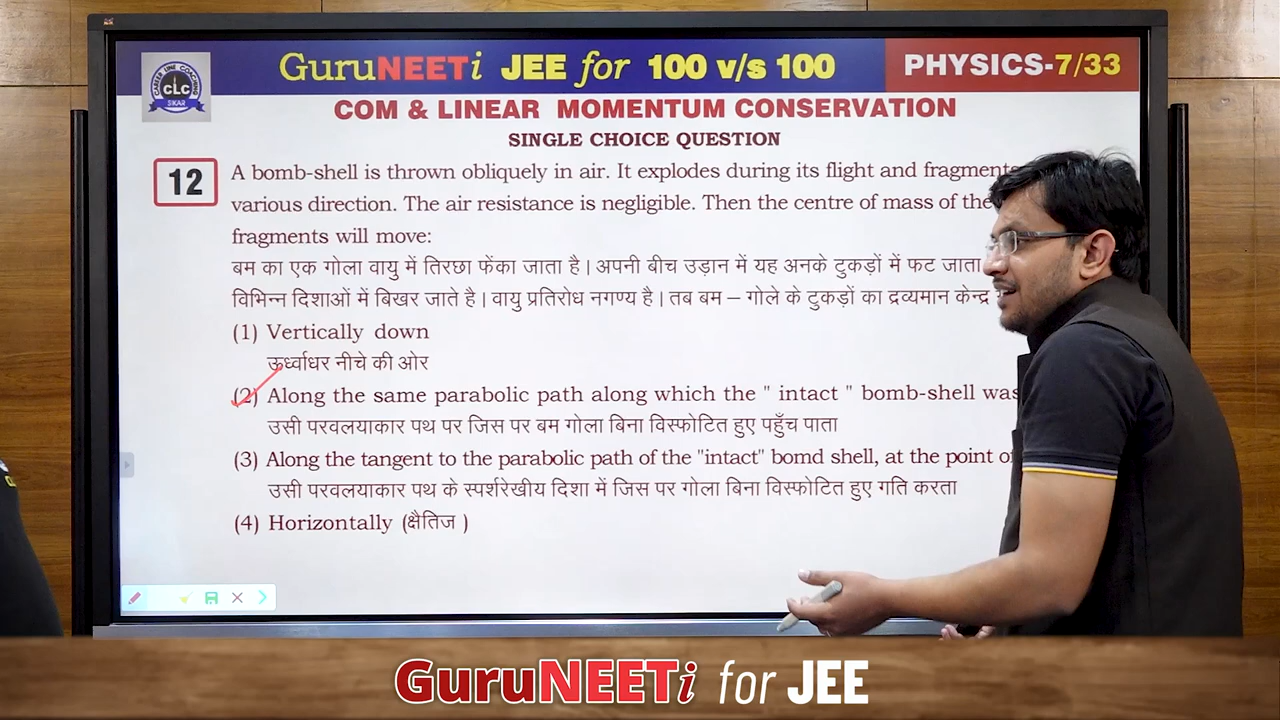 GuruNEETi JEE for 100 v/s 100
PHYSICS-7/33
CLC
SIKAR
COM & LINEAR MOMENTUM CONSERVATION
SINGLE CHOICE QUESTION
12
A bomb-shell is thrown obliquely in air. It explodes during its flight and fragments
various direction. The air resistance is negligible. Then the centre of mass of the
fragments will move:
बम का एक गोला वायु में तिरछा फेंका जाता है। अपनी बीच उड़ान में यह अनके टुकड़ों में फट जाता
विभिन्न दिशाओं में बिखर जाते है। वायु प्रतिरोध नगण्य है। तब बम – गोले के टुकड़ों का द्रव्यमान केन्द्र
(1) Vertically down
ऊर्ध्वाधर नीचे की ओर
(2) Along the same parabolic path along which the " intact " bomb-shell was
उसी परवलयाकार पथ पर जिस पर बम गोला बिना विस्फोटित हुए पहुँच पाता
(3) Along the tangent to the parabolic path of the "intact" bomd shell, at the point
उसी परवलयाकार पथ के स्पर्शरेखीय दिशा में जिस पर गोला बिना विस्फोटित हुए गति करता
(4) Horizontally (क्षैतिज )
GuruNEETi for JEE